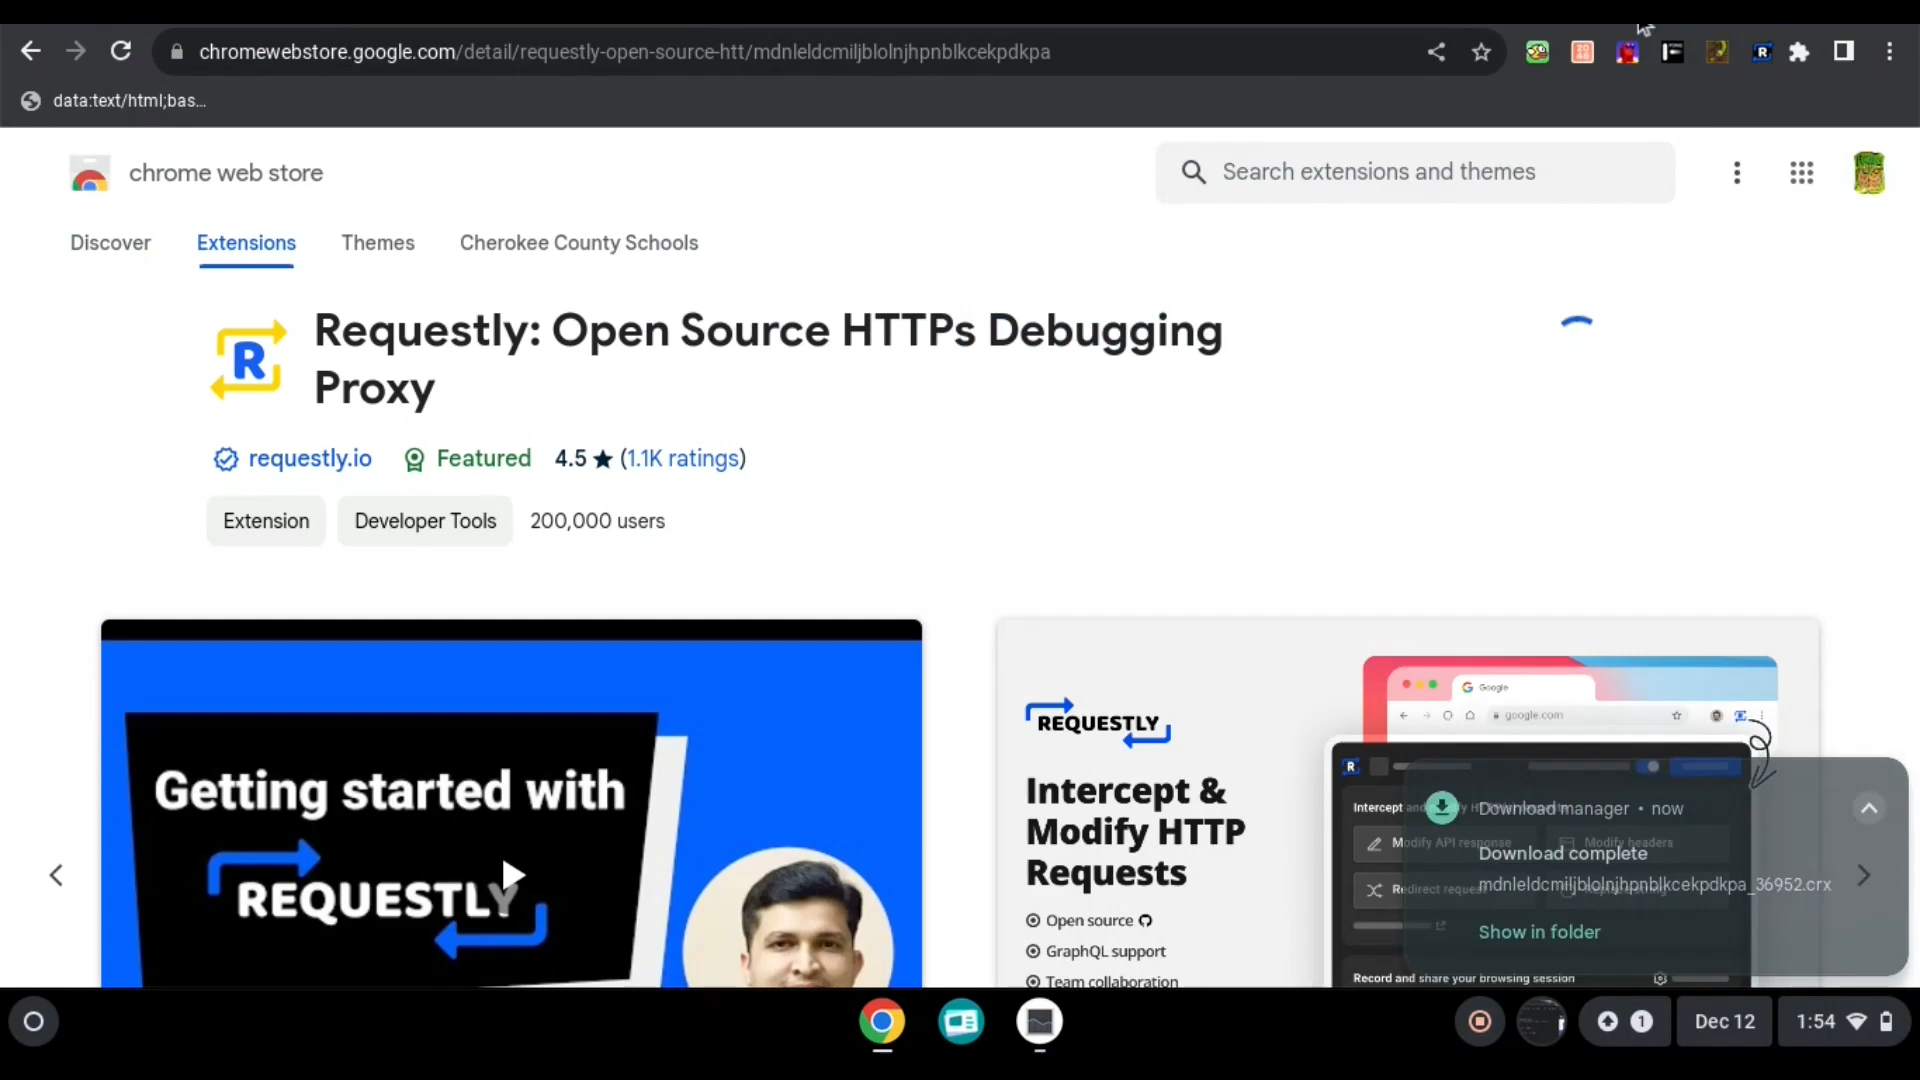 chromewebstore.google.com/detail/requestly-open-source-htt/mdnleldcmiljblolnjhpnblkcekpdkpa
data:text/html;bas...
chrome web store
Search extensions and themes
Discover
Extensions
Themes
Cherokee County Schools
Requestly: Open Source HTTPs Debugging
Proxy
requestly.io
Featured
4.5 ★ (1.1K ratings)
Extension
Developer Tools
200,000 users
Getting started with
REQUESTLY
REQUESTLY
Intercept &
Modify HTTP
Requests
Open source
GraphQL support
Team collaboration
Google
google.com
R
Intercept
Modify API response
Modify headers
Redirect request
Record and share your browsing session
Download manager • now
Download complete
mdnleldcmiljblolnjhpnblkcekpdkpa_36952.crx
Show in folder
1
Dec 12
1:54